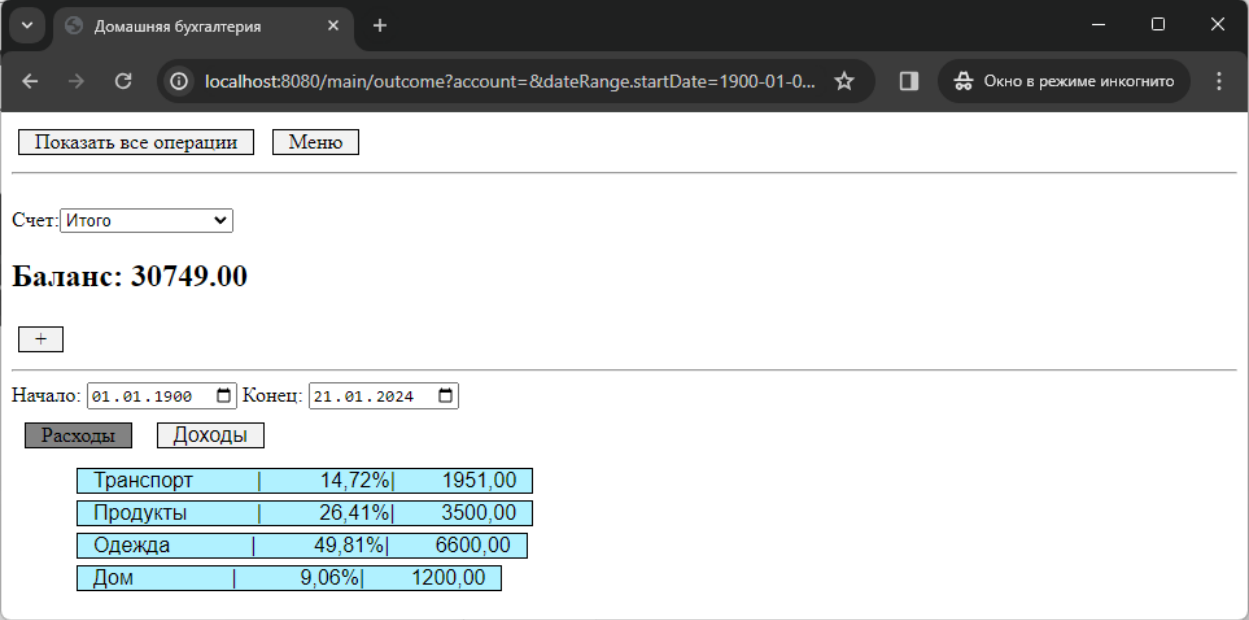 Домашняя бухгалтерия
localhost:8080/main/outcome?account=&dateRange.startDate=1900-01-0... Окно в режиме инкогнито
Показать все операции Меню
Счет: Итого
Баланс: 30749.00
+
Начало: 01.01.1900 Конец: 21.01.2024
Расходы Доходы
Транспорт | 14,72%| 1951,00
Продукты | 26,41%| 3500,00
Одежда | 49,81%| 6600,00
Дом | 9,06%| 1200,00